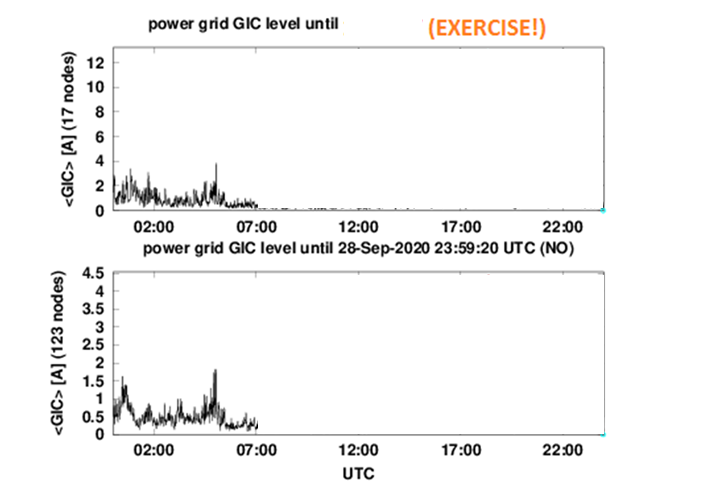 power grid GIC level until (EXERCISE!)
<GIC> [A] (17 nodes)
12
10
8
6
4
2
0
02:00 07:00 12:00 17:00 22:00
power grid GIC level until 28-Sep-2020 23:59:20 UTC (NO)
<GIC> [A] (123 nodes)
4.5
4
3.5
3
2.5
2
1.5
1
0.5
0
02:00 07:00 12:00 17:00 22:00
UTC